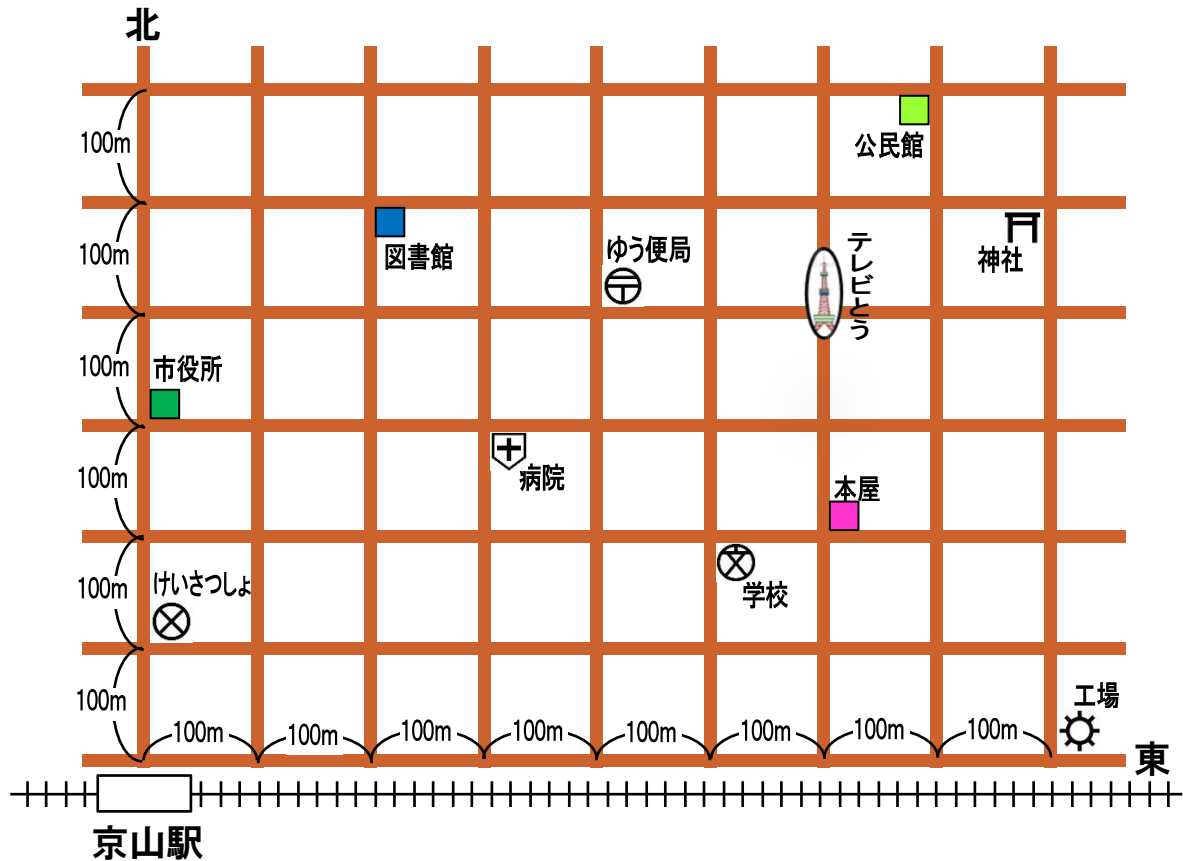 北
100m
公民館
100m
図書館
ゆう便局
テレビとう
神社
100m
市役所
100m
病院
本屋
100m
けいさつしょ
学校
100m
工場
100m
100m
100m
100m
100m
100m
100m
100m
東
京山駅